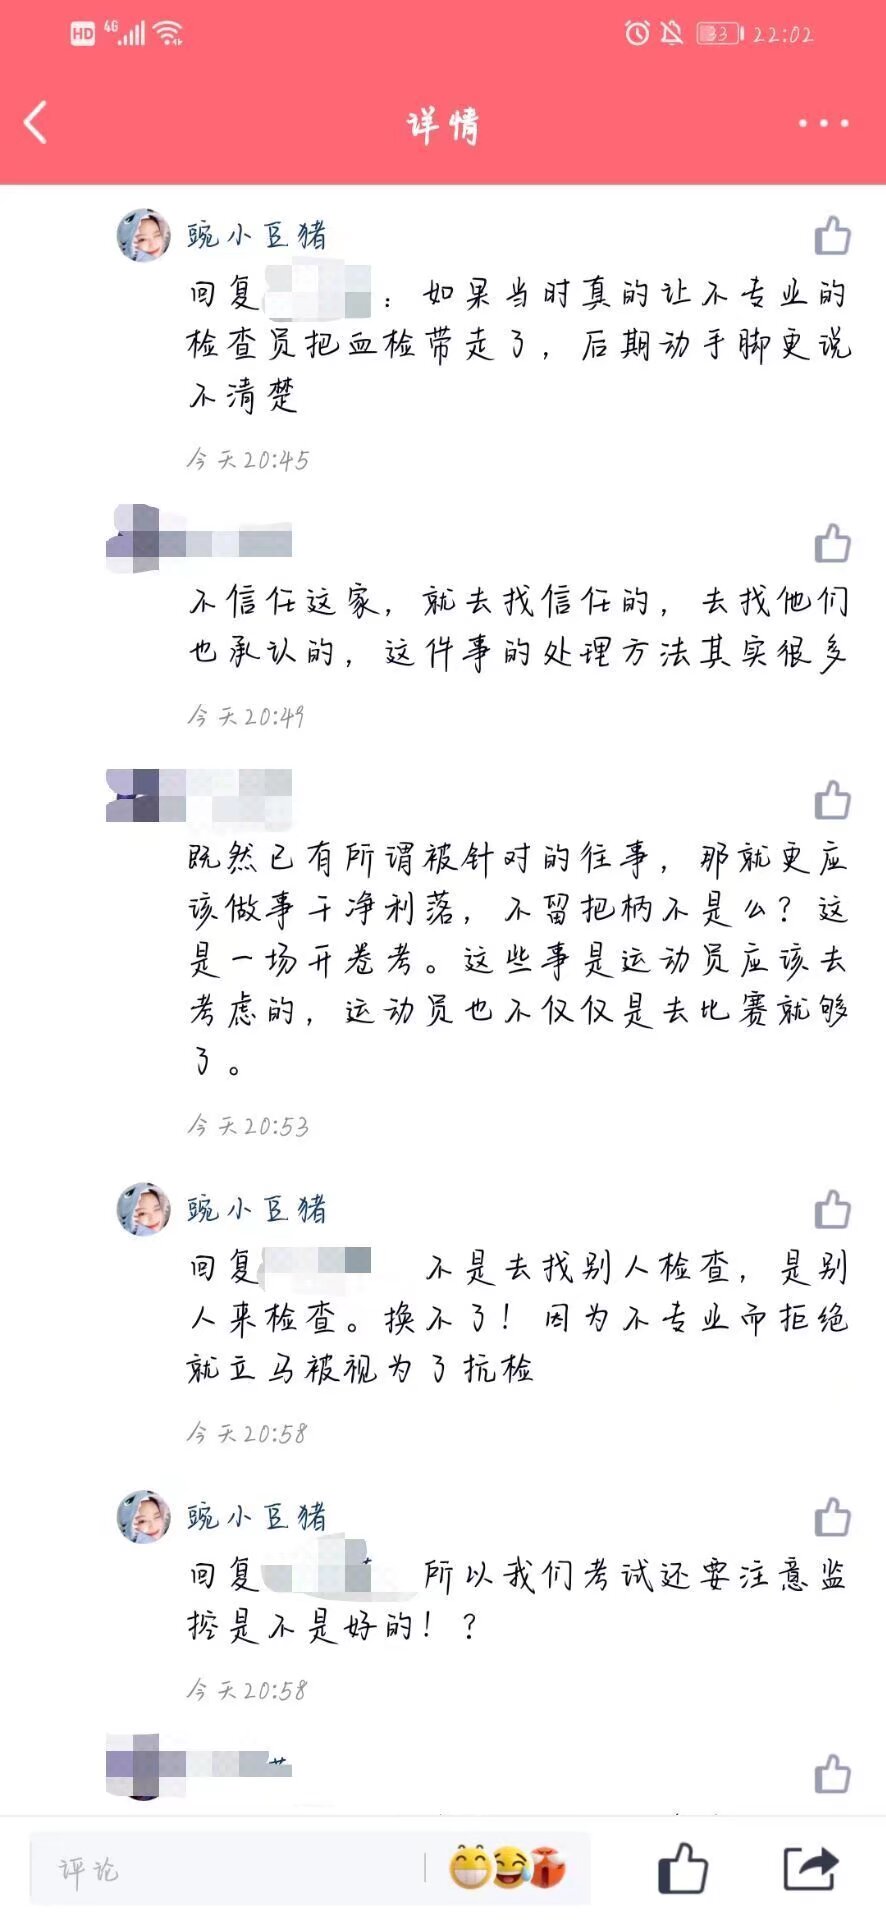 HD 4G 33 22:02
详情
豌小豆猪
回复 ：如果当时真的让不专业的
检查员把血检带走了，后期动手脚更说
不清楚
今天20:45
不信任这家，就去找信任的，去找他们
也承认的，这件事的处理方法其实很多
今天20:49
既然已有所谓被针对的往事，那就更应
该做事干净利落，不留把柄不是么？这
是一场开卷考。这些事是运动员应该去
考虑的，运动员也不仅仅是去比赛就够
了。
今天20:53
豌小豆猪
回复 不是去找别人检查，是别
人来检查。换不了！因为不专业而拒绝
就立马被视为了抗检
今天20:58
豌小豆猪
回复 所以我们考试还要注意监
控是不是好的！？
今天20:58
评论